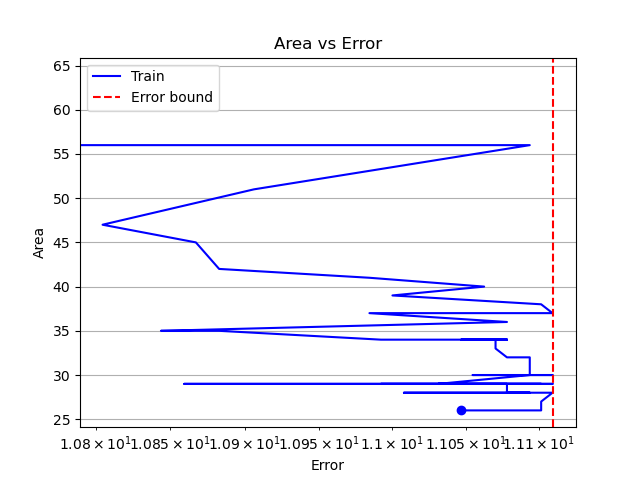 Area vs Error
Train
Error bound
65
60
55
50
45
40
35
30
25
Area
1.08 × 10¹ 1.085 × 10¹ 1.09 × 10¹ 1.095 × 10¹ 1.1 × 10¹ 1.105 × 10¹ 1.11 × 10¹
Error